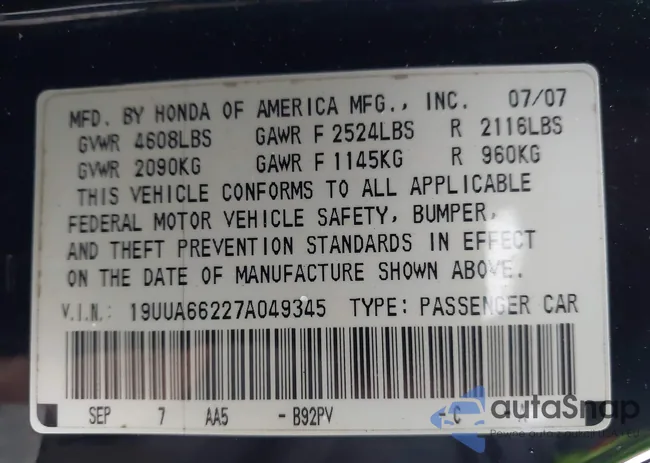 MFD. BY HONDA OF AMERICA MFG., INC. 07/07
GVWR 4608LBS GAWR F 2524LBS R 2116LBS
GVWR 2090KG GAWR F 1145KG R 960KG
THIS VEHICLE CONFORMS TO ALL APPLICABLE
FEDERAL MOTOR VEHICLE SAFETY, BUMPER,
AND THEFT PREVENTION STANDARDS IN EFFECT
ON THE DATE OF MANUFACTURE SHOWN ABOVE.
V.I.N.: 19UUA66227A049345 TYPE: PASSENGER CAR
SEP 7 AA5 -B92PV -C
autoSnap